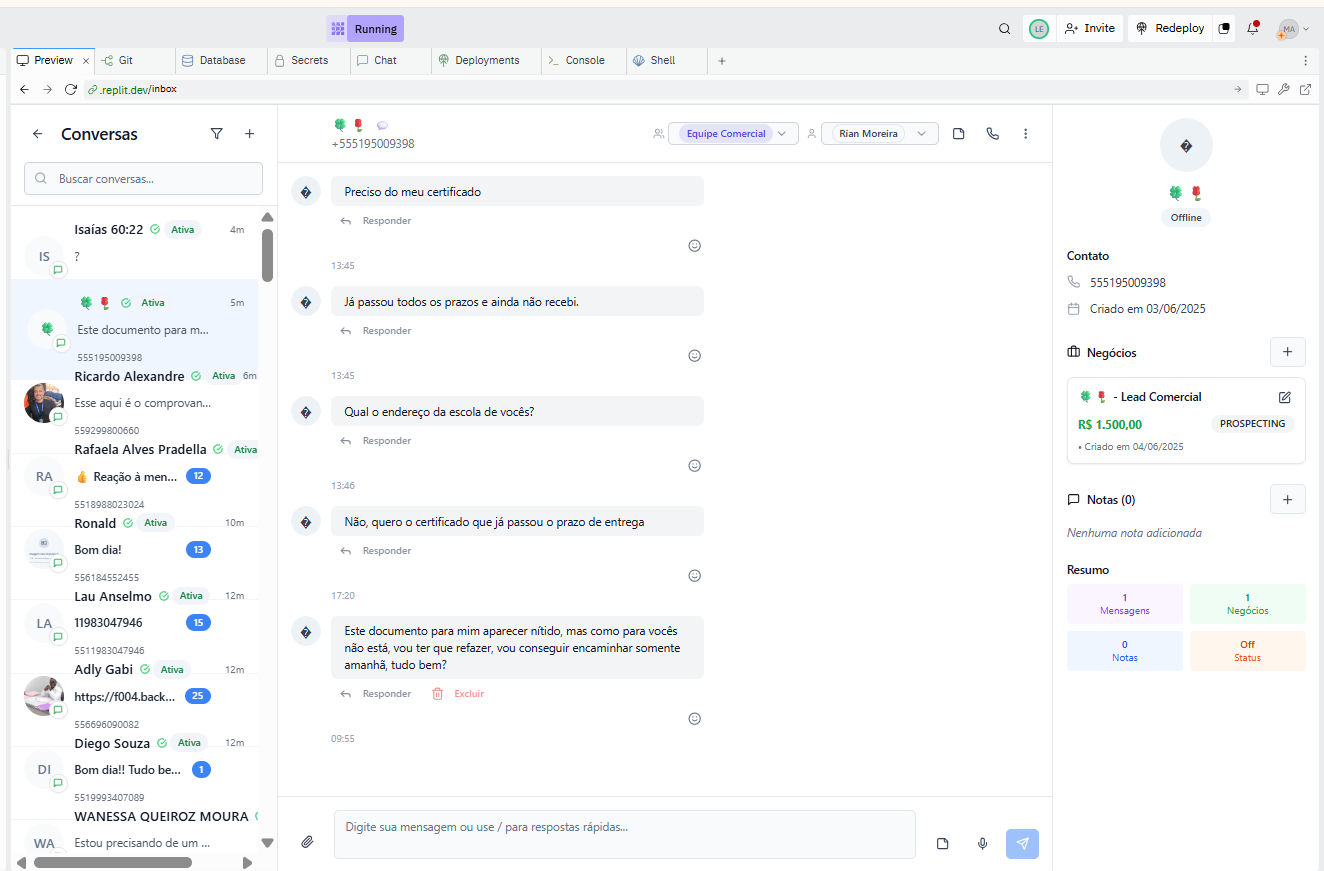 Running
LE
Invite
Redeploy
MA
Preview
Git
Database
Secrets
Chat
Deployments
Console
Shell
.replit.dev/inbox
Conversas
Buscar conversas...
Isaías 60:22 Ativa 4m
IS
?
🍀 🌹 Ativa 5m
🍀
Este documento para m...
555195009398
Ricardo Alexandre Ativa 6m
Esse aqui é o comprovan...
559299800660
Rafaela Alves Pradella Ativa
RA
👍 Reação à men... 12
5518988023024
Ronald Ativa 10m
Bom dia! 13
556184552455
Lau Anselmo Ativa 12m
LA
11983047946 15
5511983047946
Adly Gabi Ativa 12m
https://f004.back... 25
556696090082
Diego Souza Ativa 12m
DI
Bom dia!! Tudo be... 1
5519993407089
WANESSA QUEIROZ MOURA
WA
Estou precisando de um ...
🍀 🌹 💬
+555195009398
Equipe Comercial
Rian Moreira
�
Preciso do meu certificado
Responder
13:45
�
Já passou todos os prazos e ainda não recebi.
Responder
13:45
�
Qual o endereço da escola de vocês?
Responder
13:46
�
Não, quero o certificado que já passou o prazo de entrega
Responder
17:20
�
Este documento para mim aparecer nítido, mas como para vocês
não está, vou ter que refazer, vou conseguir encaminhar somente
amanhã, tudo bem?
Responder Excluir
09:55
Digite sua mensagem ou use / para respostas rápidas...
�
🍀 🌹
Offline
Contato
555195009398
Criado em 03/06/2025
Negócios
🍀 🌹 - Lead Comercial
R$ 1.500,00 PROSPECTING
• Criado em 04/06/2025
Notas (0)
Nenhuma nota adicionada
Resumo
1
Mensagens
1
Negócios
0
Notas
Off
Status